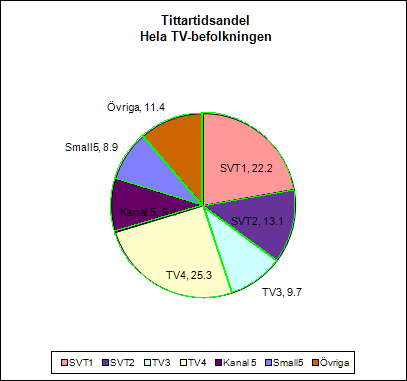 Tittartidsandel
Hela TV-befolkningen
Övriga, 11.4
Small5, 8.9
SVT1, 22.2
Kanal 5,
SVT2, 13.1
TV4, 25.3
TV3, 9.7
SVT1 SVT2 TV3 TV4 Kanal 5 Small5 Övriga